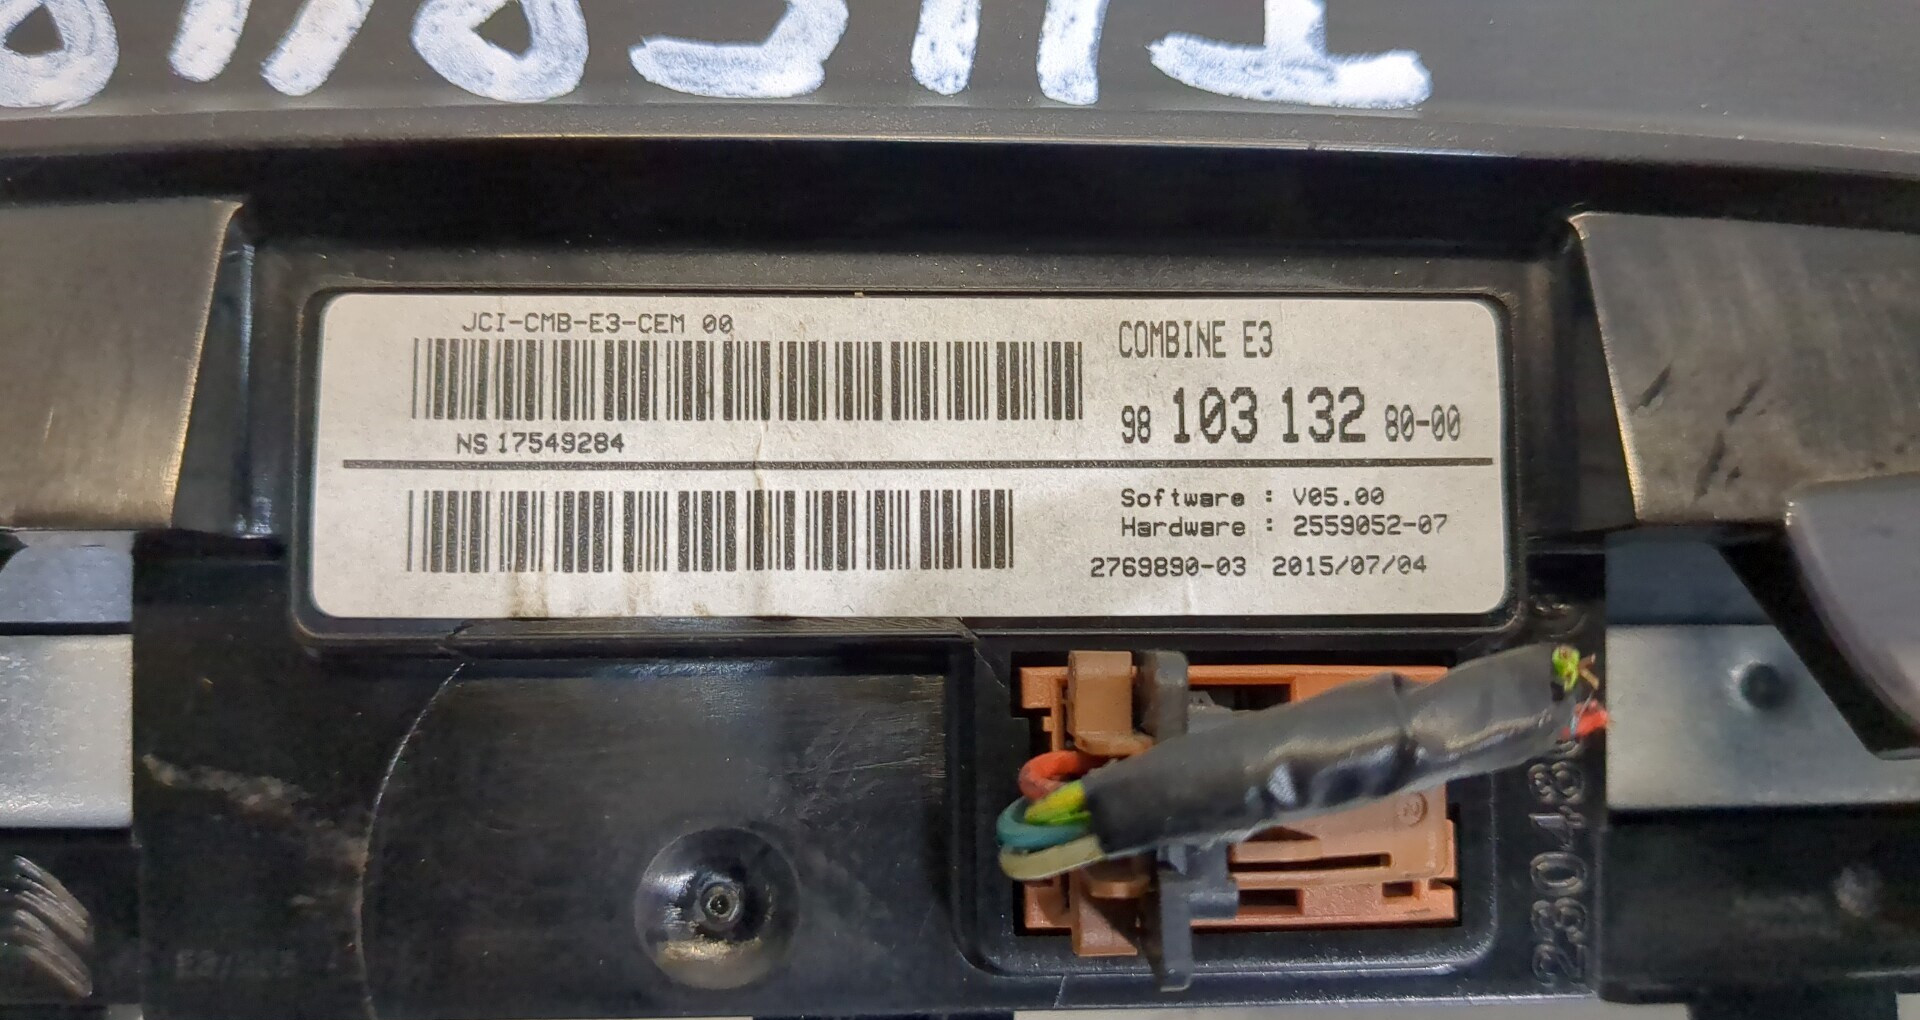 JCI-CMB-E3-CEM 00
NS 17549284
COMBINE E3
98 103 132 80-00
Software : V05.00
Hardware : 2559052-07
2769890-03 2015/07/04